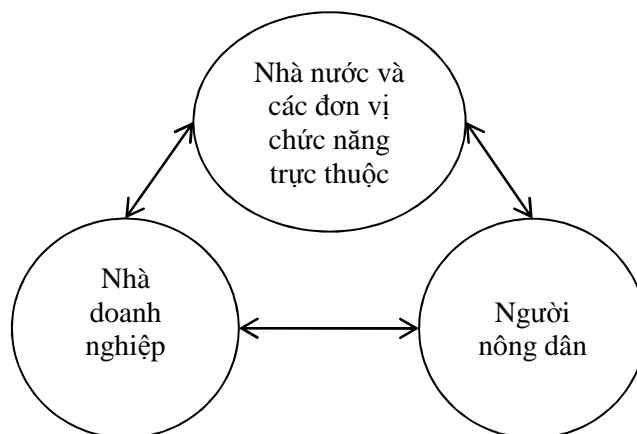 Nhà nước và
các đơn vị
chức năng
trực thuộc
Nhà
doanh
nghiệp
Người
nông dân